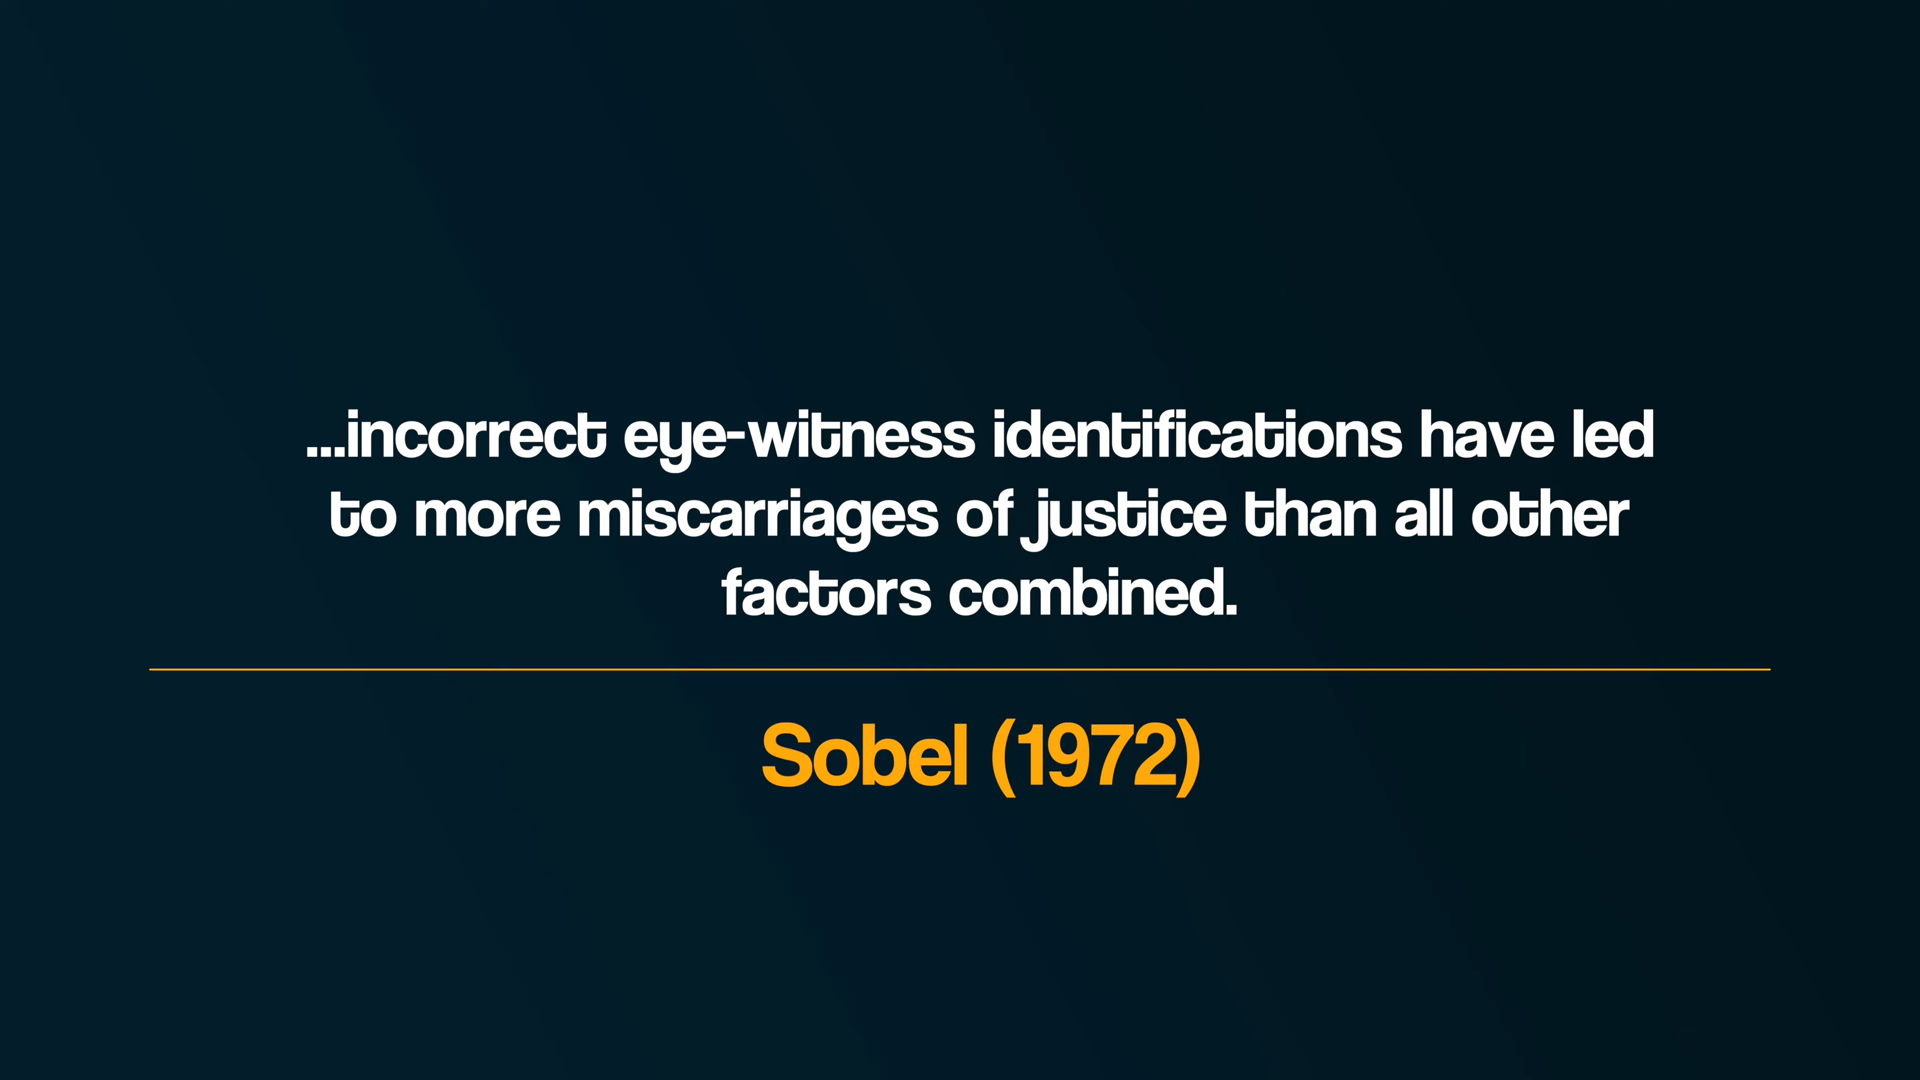 ...incorrect eye-witness identifications have led
to more miscarriages of justice than all other
factors combined.
Sobel (1972)